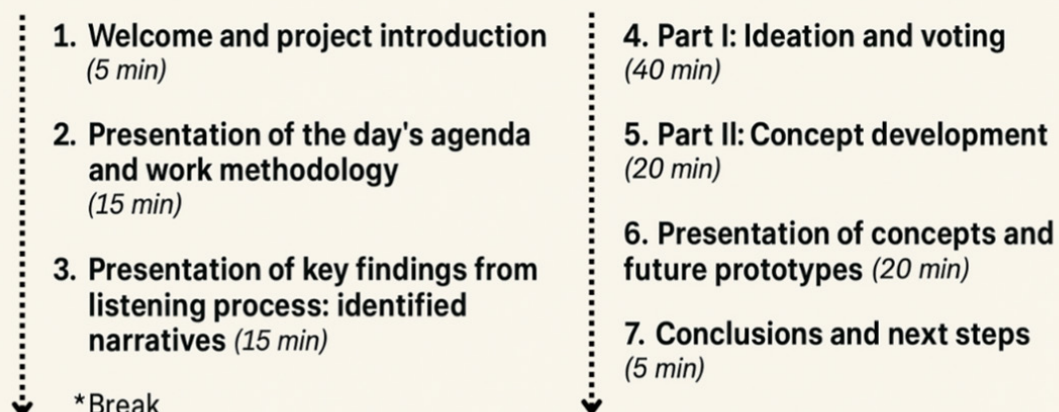 1. Welcome and project introduction
(5 min)
2. Presentation of the day's agenda
and work methodology
(15 min)
3. Presentation of key findings from
listening process: identified
narratives (15 min)
*Break
4. Part I: Ideation and voting
(40 min)
5. Part II: Concept development
(20 min)
6. Presentation of concepts and
future prototypes (20 min)
7. Conclusions and next steps
(5 min)